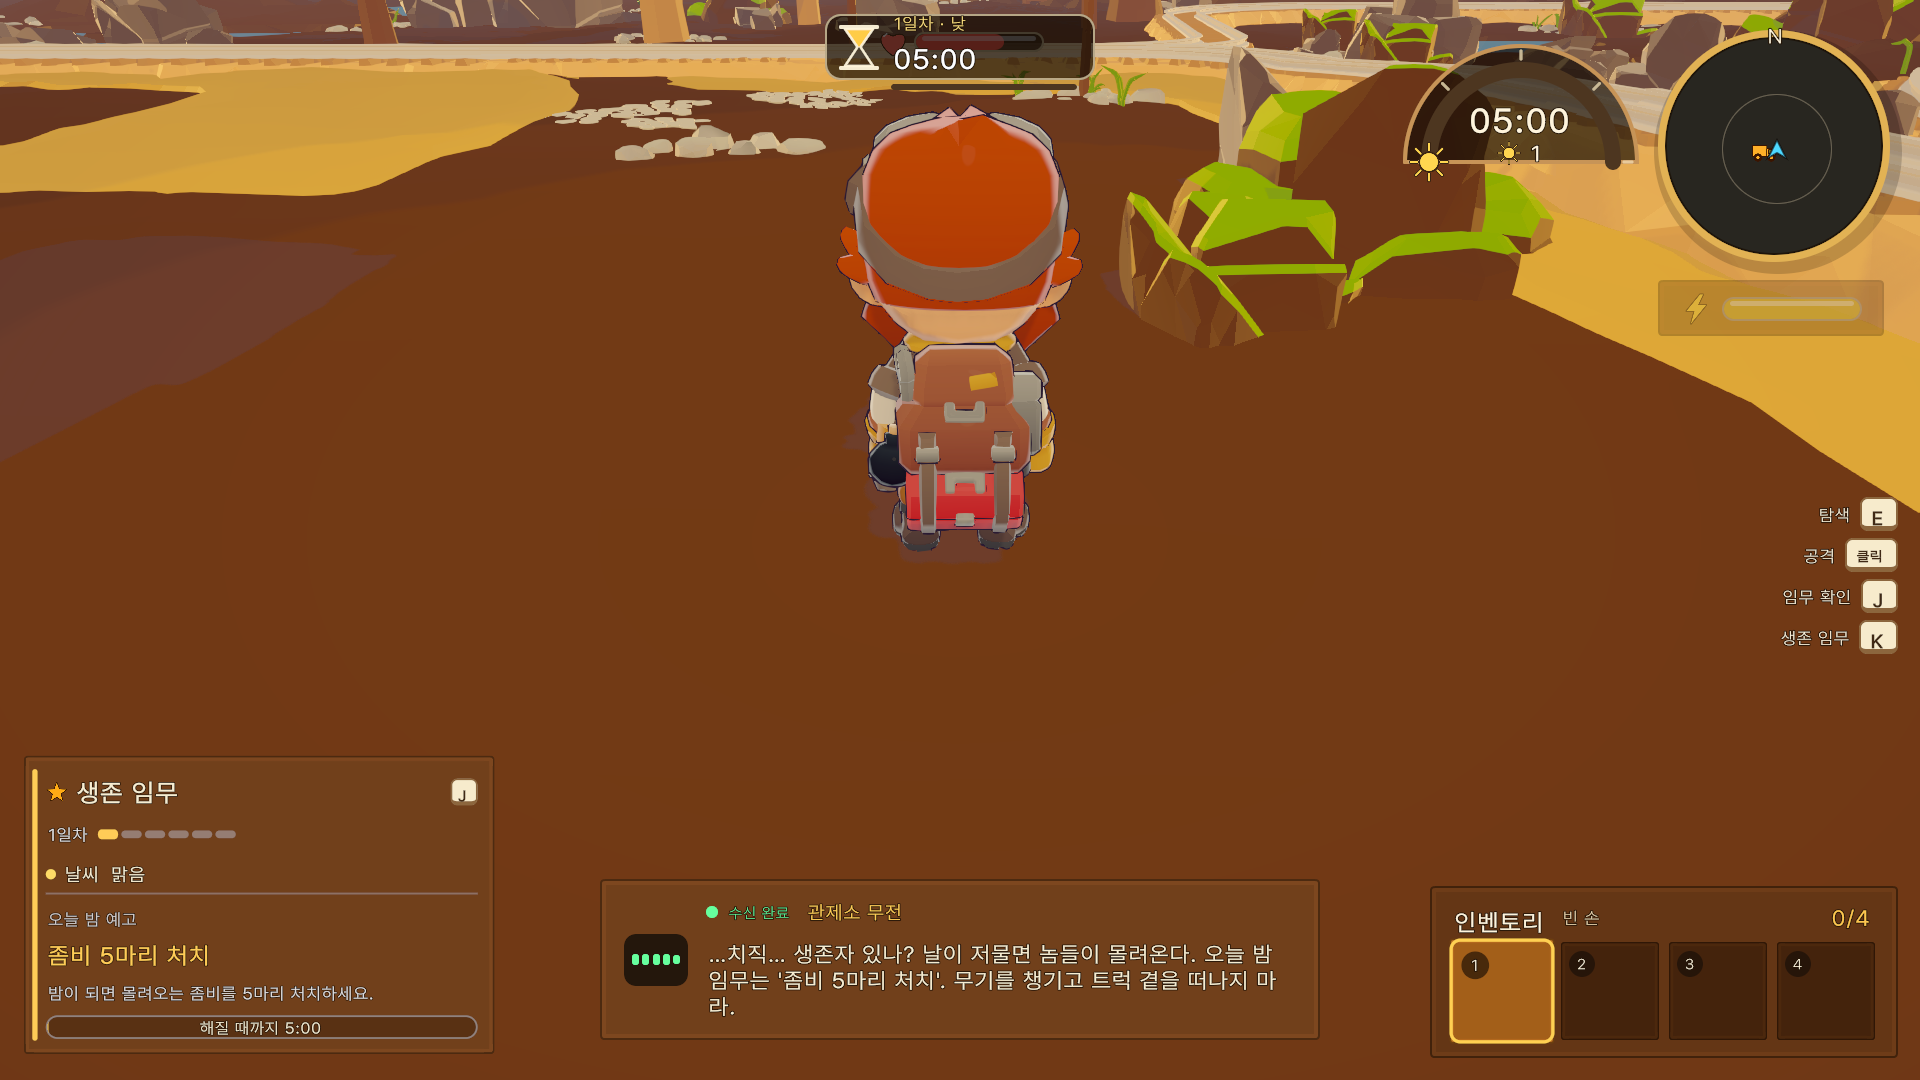 1일차 · 낮
05:00
N
05:00
1
탐색 E
공격 클릭
임무 확인 J
생존 임무 K
생존 임무 J
1일차
날씨 맑음
오늘 밤 예고
좀비 5마리 처치
밤이 되면 몰려오는 좀비를 5마리 처치하세요.
해질 때까지 5:00
수신 완료 관제소 무전
...치직... 생존자 있나? 날이 저물면 놈들이 몰려온다. 오늘 밤
임무는 '좀비 5마리 처치'. 무기를 챙기고 트럭 곁을 떠나지 마
라.
인벤토리 빈 손 0/4
1 2 3 4